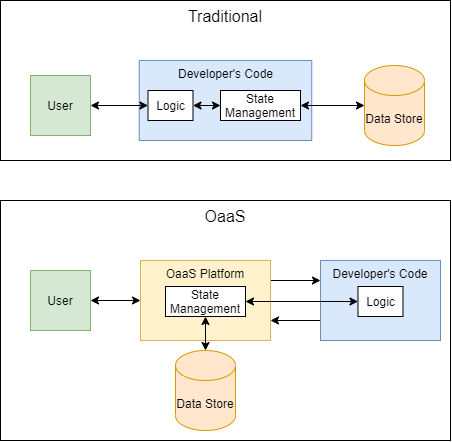 Traditional
Developer's Code
User
Logic
State
Management
Data Store
OaaS
OaaS Platform
Developer's Code
User
State
Management
Logic
Data Store